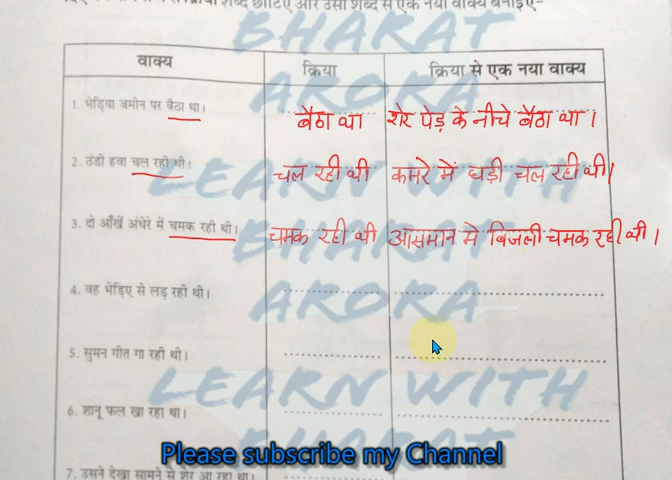 शब्द छाँटिए और उसी शब्द से एक नया वाक्य बनाइए-
वाक्य क्रिया क्रिया से एक नया वाक्य
1. भेड़िया जमीन पर बैठा था। बैठा था शेर पेड़ के नीचे बैठा था।
2. ठंडी हवा चल रही थी। चल रही थी कमरे में घड़ी चल रही थी।
3. दो आँखें अंधेरे में चमक रही थी। चमक रही थी आसमान मे बिजली चमक रही थी।
4. वह भेड़िए से लड़ रही थी।
5. सुमन गीत गा रही थी।
6. शानू फल खा रहा था।
7. उसने देखा सामने से शेर आ रहा था।
BHARAT
ARORA
LEARN WITH
BHARAT
ARORA
LEARN WITH
BHARAT
Please subscribe my Channel